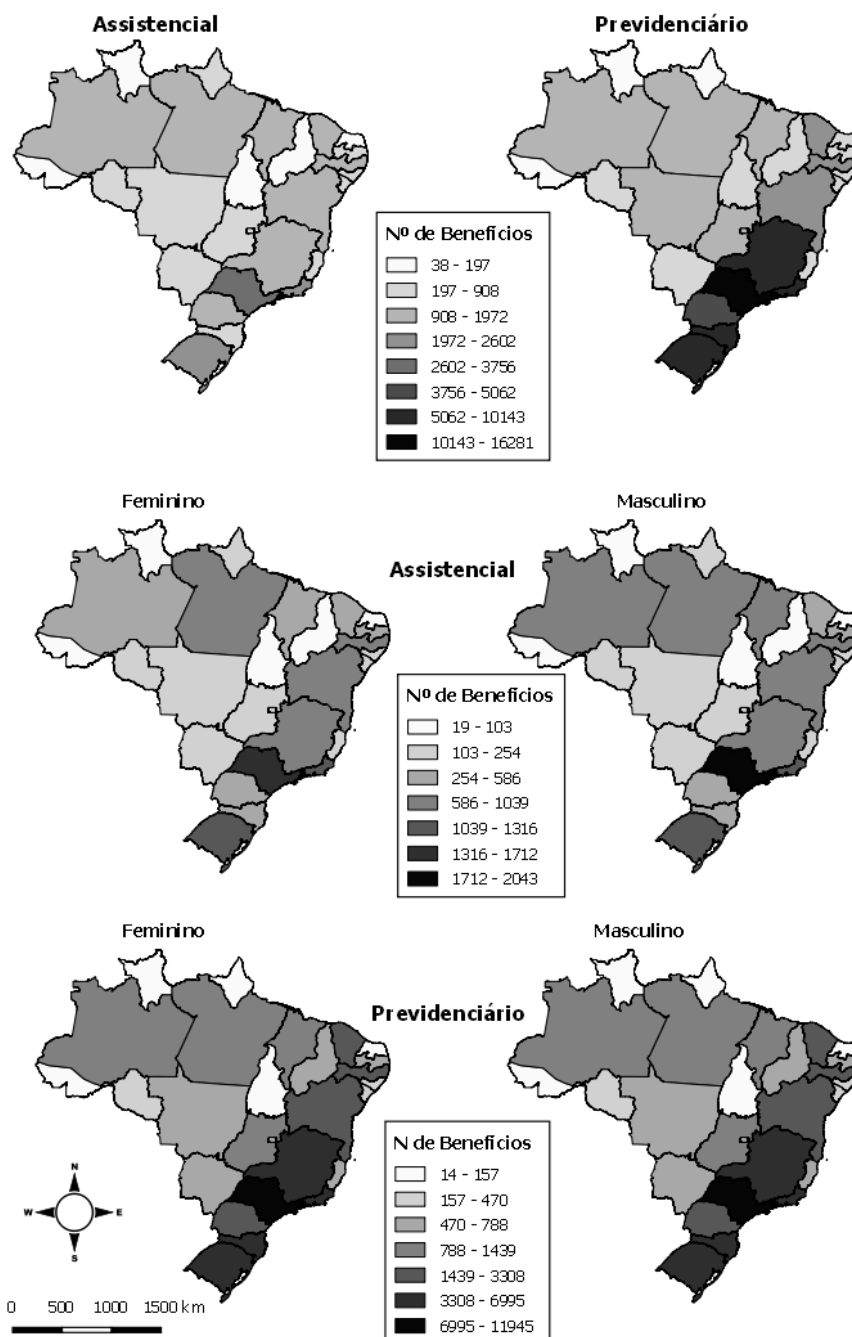 Assistencial
Previdenciário
Nº de Benefícios
38 - 197
197 - 908
908 - 1972
1972 - 2602
2602 - 3756
3756 - 5062
5062 - 10143
10143 - 16281
Feminino
Masculino
Assistencial
Nº de Benefícios
19 - 103
103 - 254
254 - 586
586 - 1039
1039 - 1316
1316 - 1712
1712 - 2043
Feminino
Masculino
Previdenciário
N de Benefícios
14 - 157
157 - 470
470 - 788
788 - 1439
1439 - 3308
3308 - 6995
6995 - 11945
N
W E
S
0 500 1000 1500 km